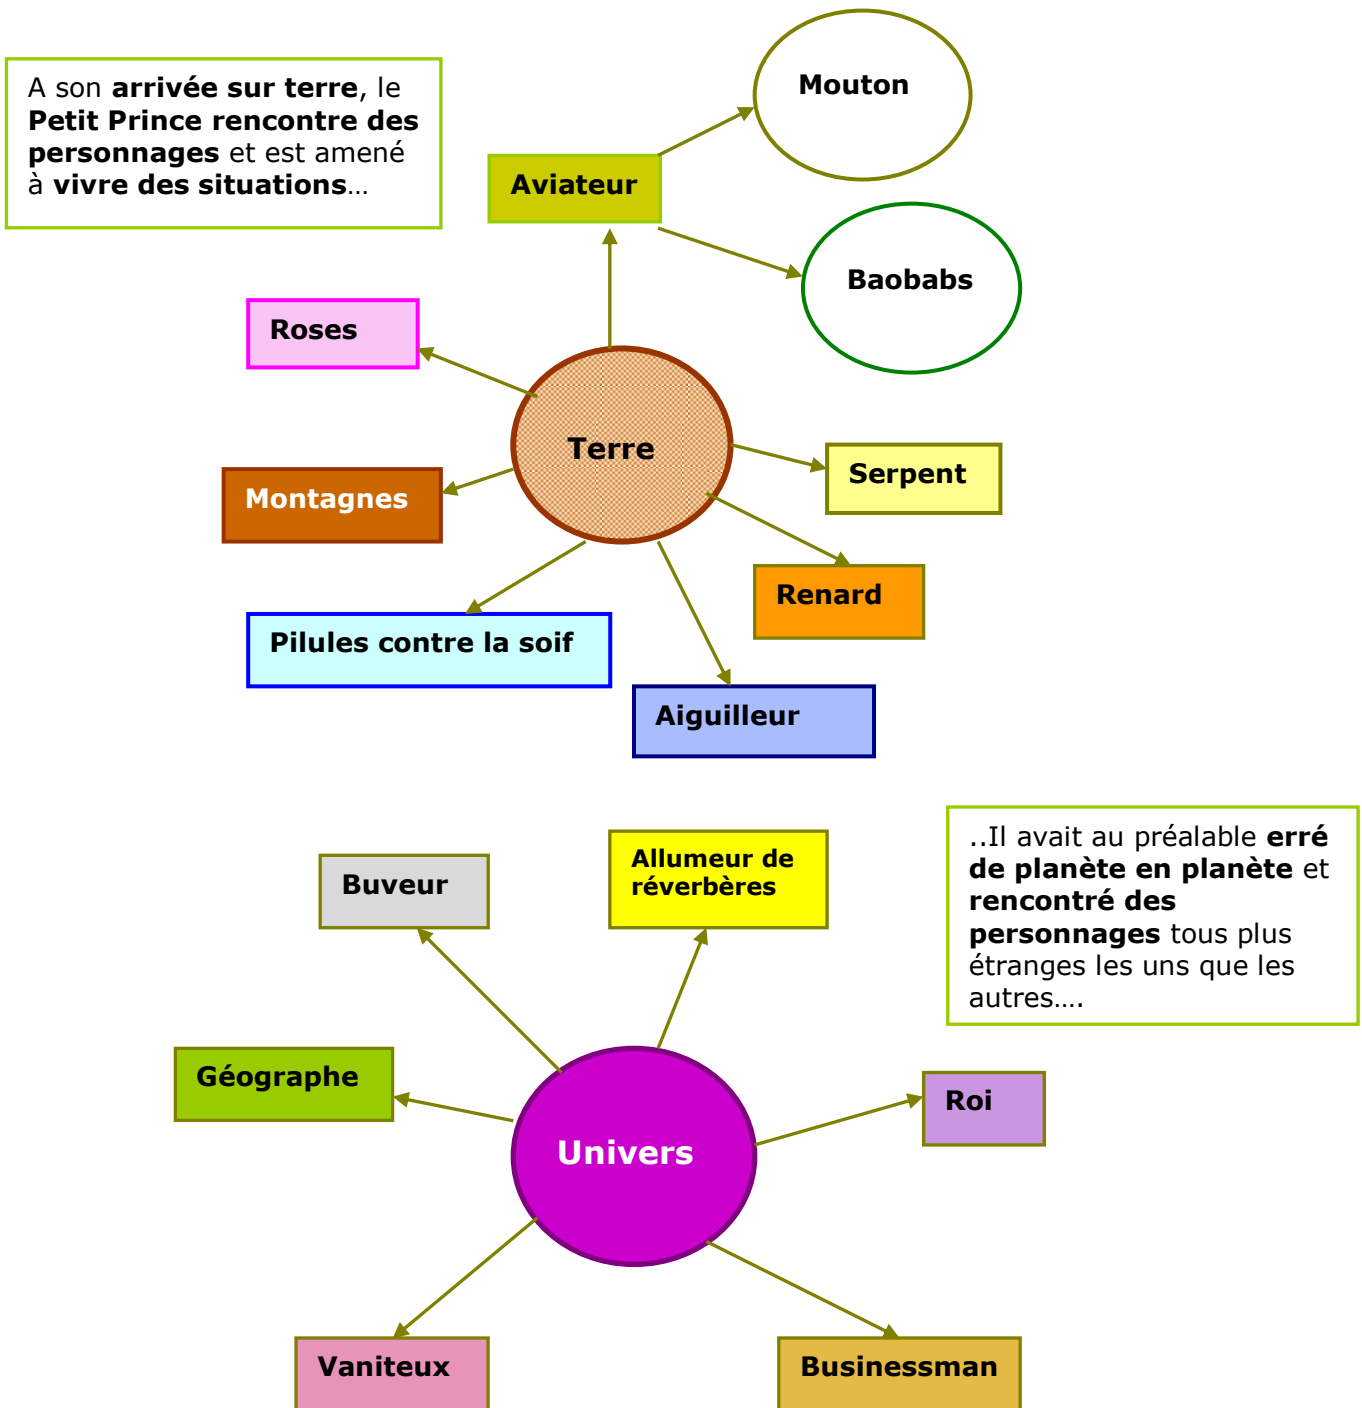 A son arrivée sur terre, le
Petit Prince rencontre des
personnages et est amené
à vivre des situations…
Mouton
Aviateur
Baobabs
Roses
Terre
Serpent
Montagnes
Renard
Pilules contre la soif
Aiguilleur
..Il avait au préalable erré
de planète en planète et
rencontré des
personnages tous plus
étranges les uns que les
autres….
Allumeur de
réverbères
Buveur
Géographe
Roi
Univers
Vaniteux
Businessman